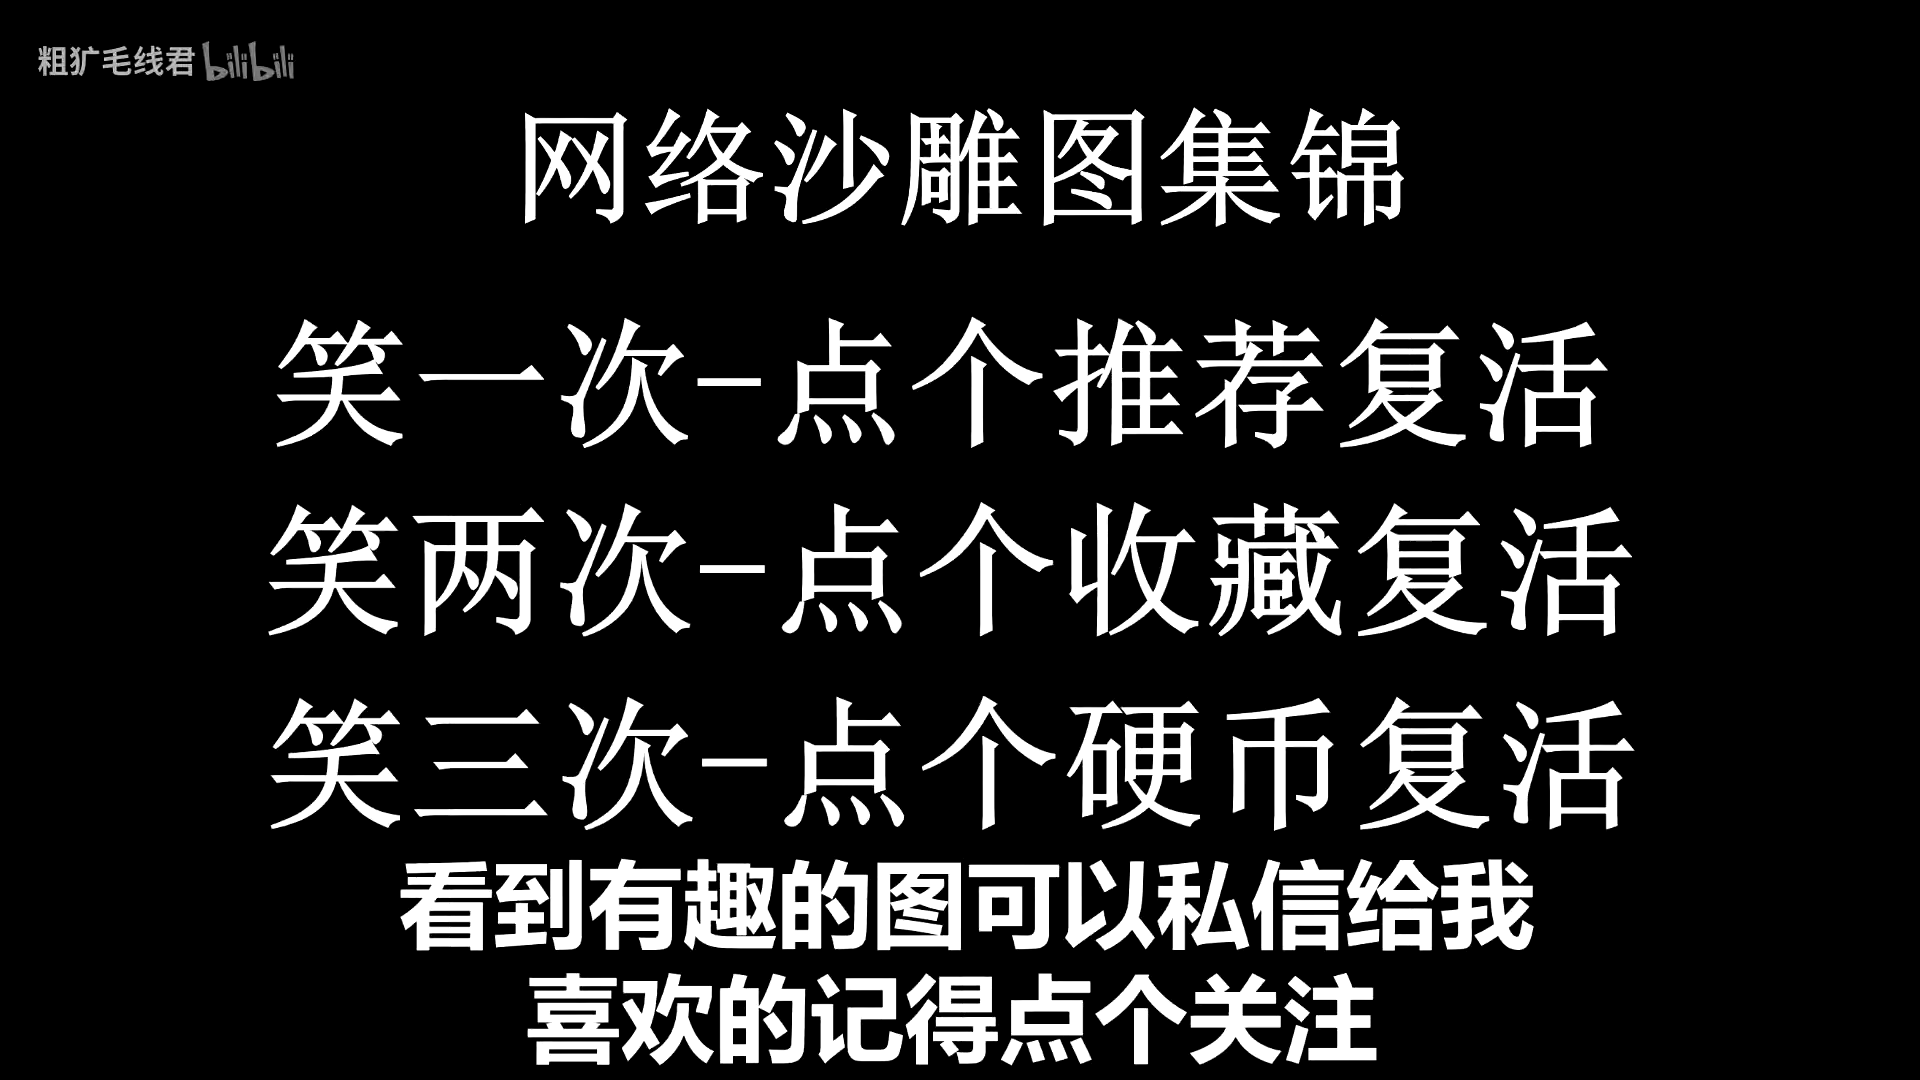 粗犷毛线君 bilibili
网络沙雕图集锦
笑一次-点个推荐复活
笑两次-点个收藏复活
笑三次-点个硬币复活
看到有趣的图可以私信给我
喜欢的记得点个关注